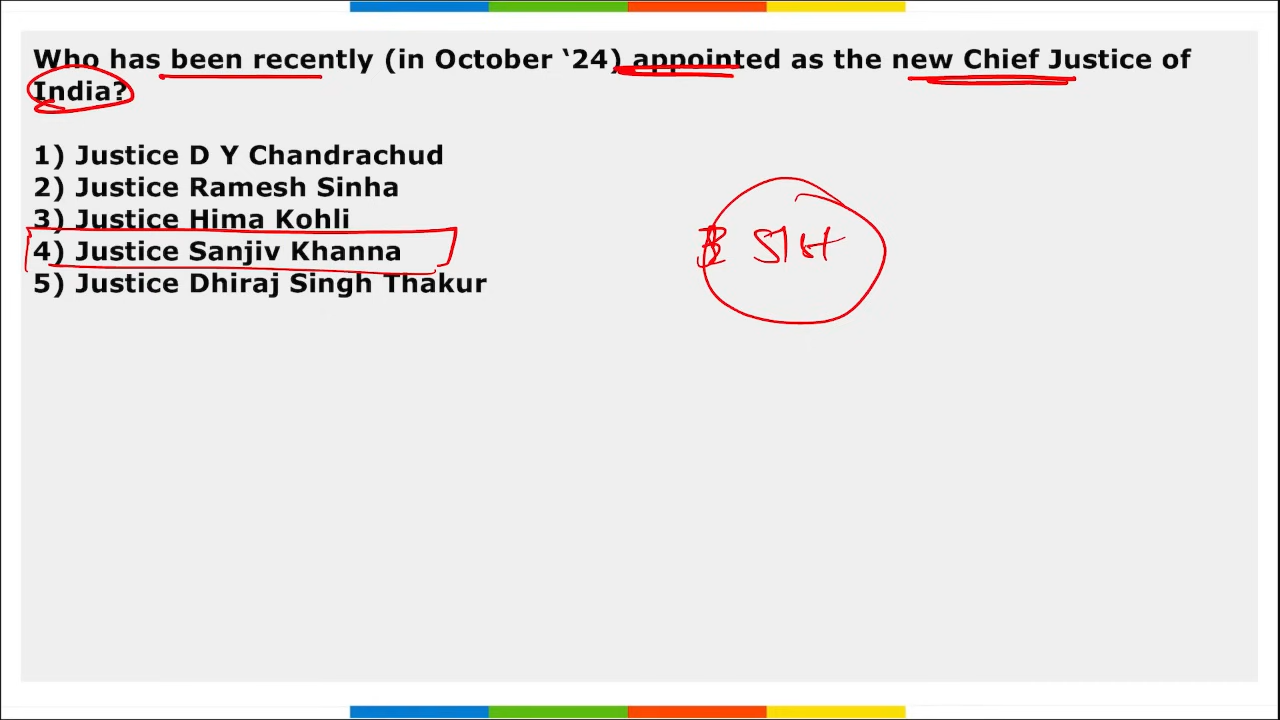 Who has been recently (in October ‘24) appointed as the new Chief Justice of
India?
1) Justice D Y Chandrachud
2) Justice Ramesh Sinha
3) Justice Hima Kohli
4) Justice Sanjiv Khanna
5) Justice Dhiraj Singh Thakur
51st